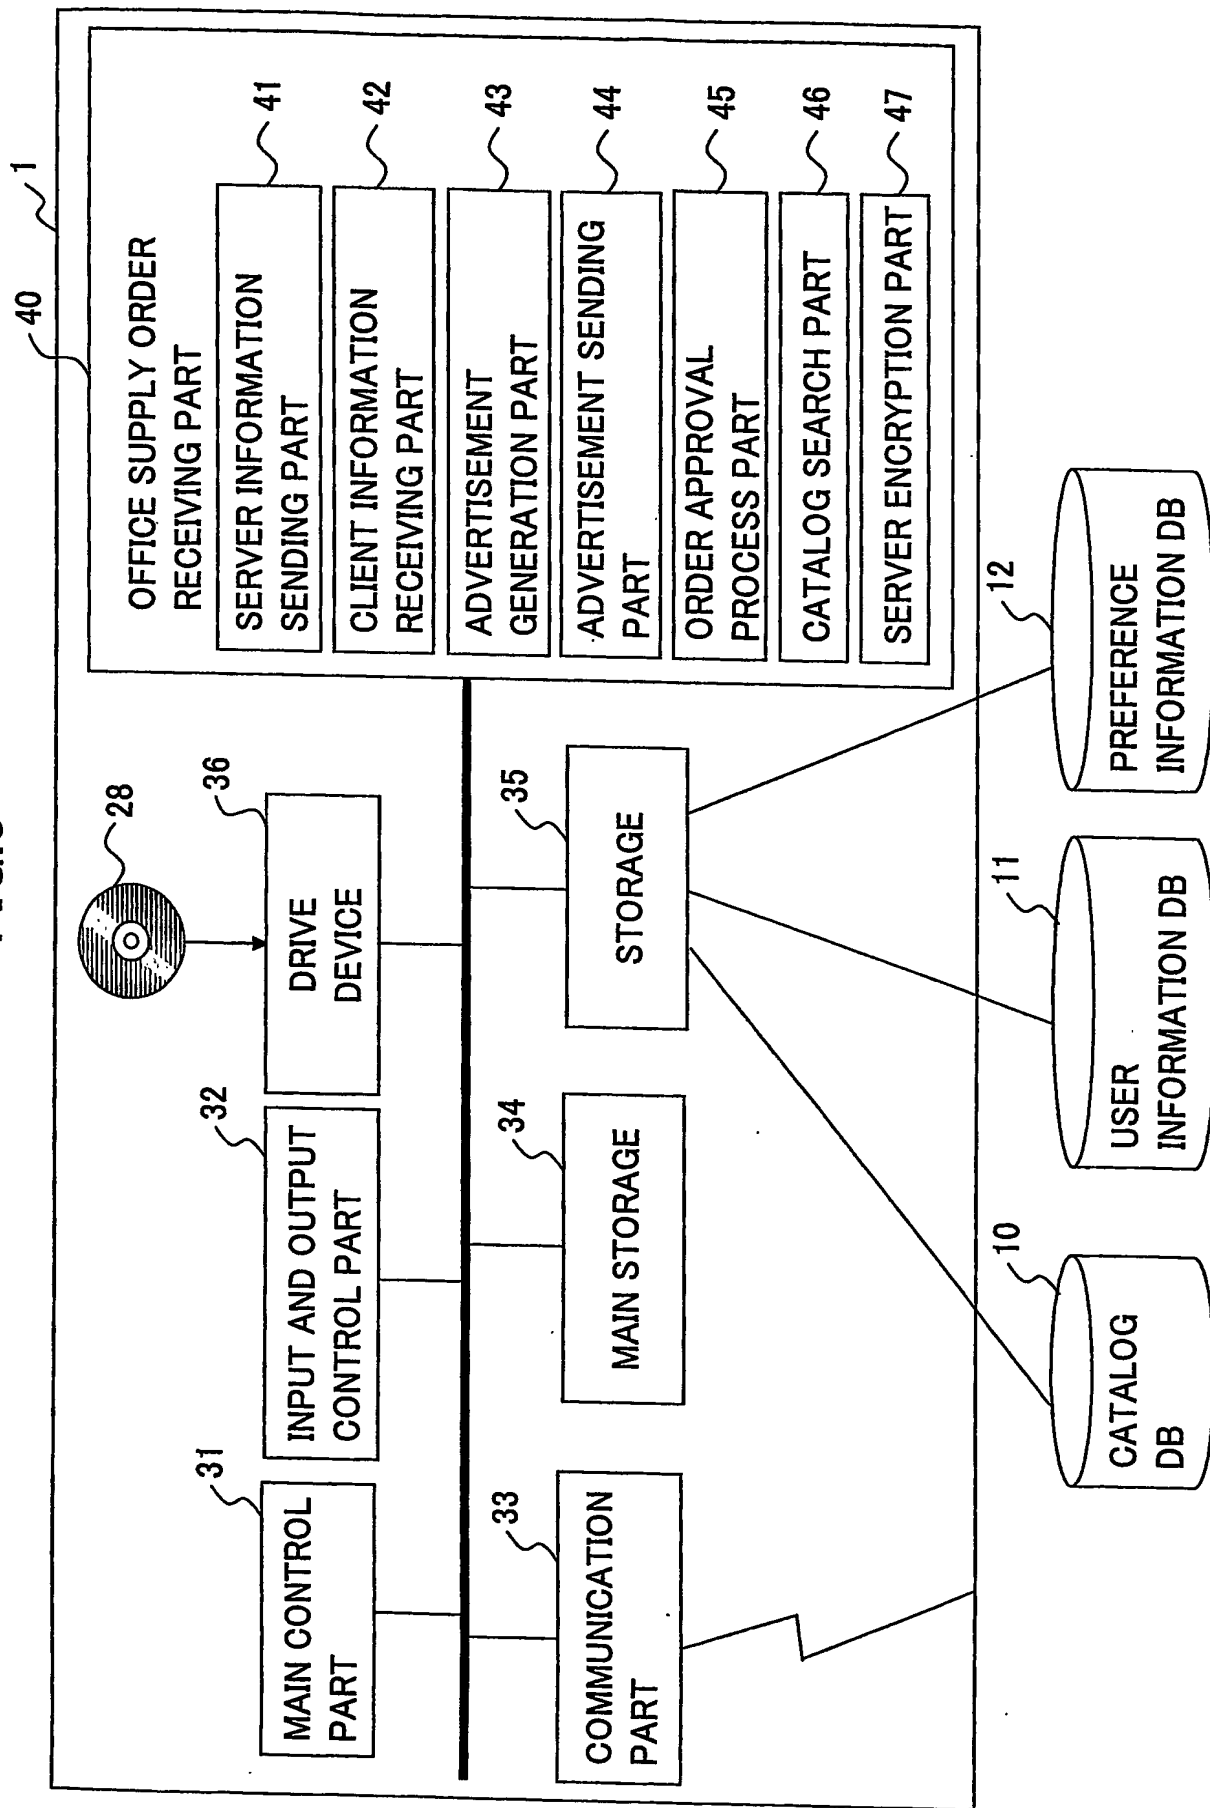 1
40
OFFICE SUPPLY ORDER
RECEIVING PART
SERVER INFORMATION
SENDING PART
41
CLIENT INFORMATION
RECEIVING PART
42
ADVERTISEMENT
GENERATION PART
43
ADVERTISEMENT SENDING
PART
44
ORDER APPROVAL
PROCESS PART
45
CATALOG SEARCH PART
46
SERVER ENCRYPTION PART
47
31
MAIN CONTROL
PART
32
INPUT AND OUTPUT
CONTROL PART
28
36
DRIVE
DEVICE
33
COMMUNICATION
PART
34
MAIN STORAGE
35
STORAGE
10
CATALOG
DB
11
USER
INFORMATION DB
12
PREFERENCE
INFORMATION DB